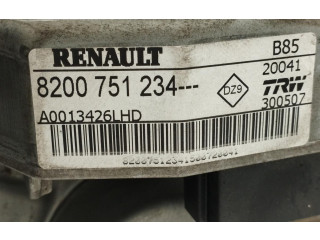 RENAULT B85
8200 751 234--- DZ9 20041
TRW
A0013426LHD 300507